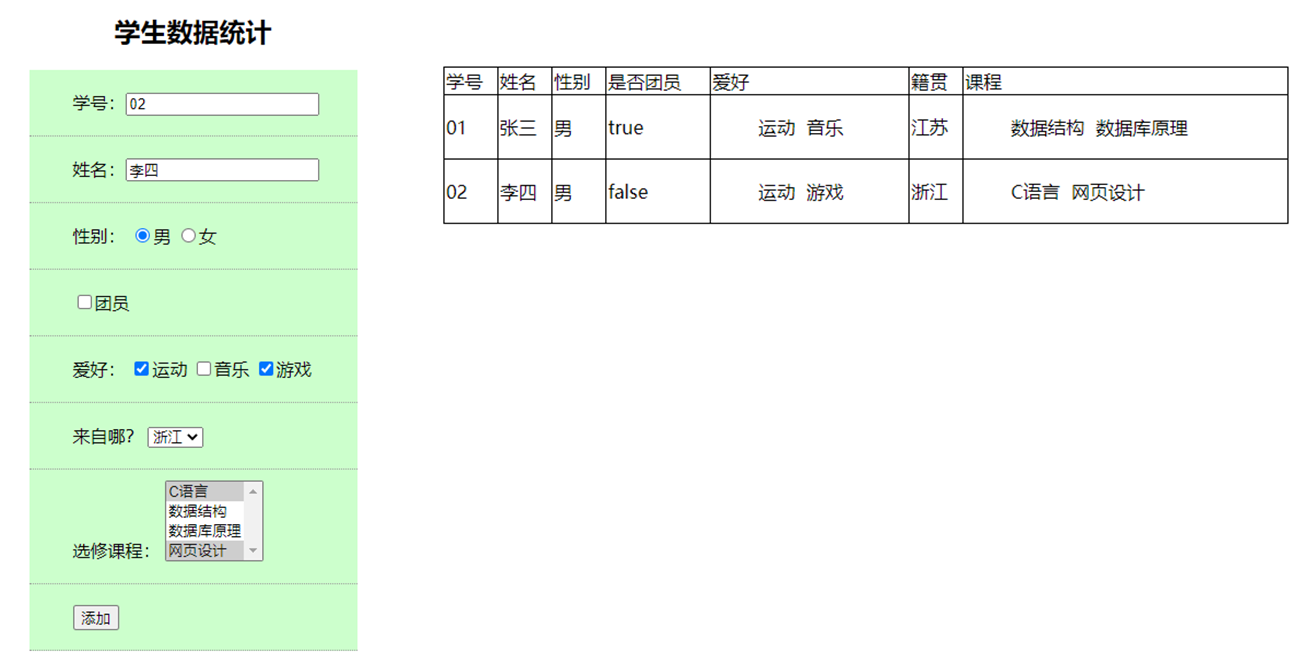 学生数据统计
学号：02
姓名：李四
性别： 男 女
团员
爱好： 运动 音乐 游戏
来自哪？ 浙江
C语言
数据结构
数据库原理
选修课程： 网页设计
添加
学号 姓名 性别 是否团员 爱好 籍贯 课程
01 张三 男 true 运动 音乐 江苏 数据结构 数据库原理
02 李四 男 false 运动 游戏 浙江 C语言 网页设计